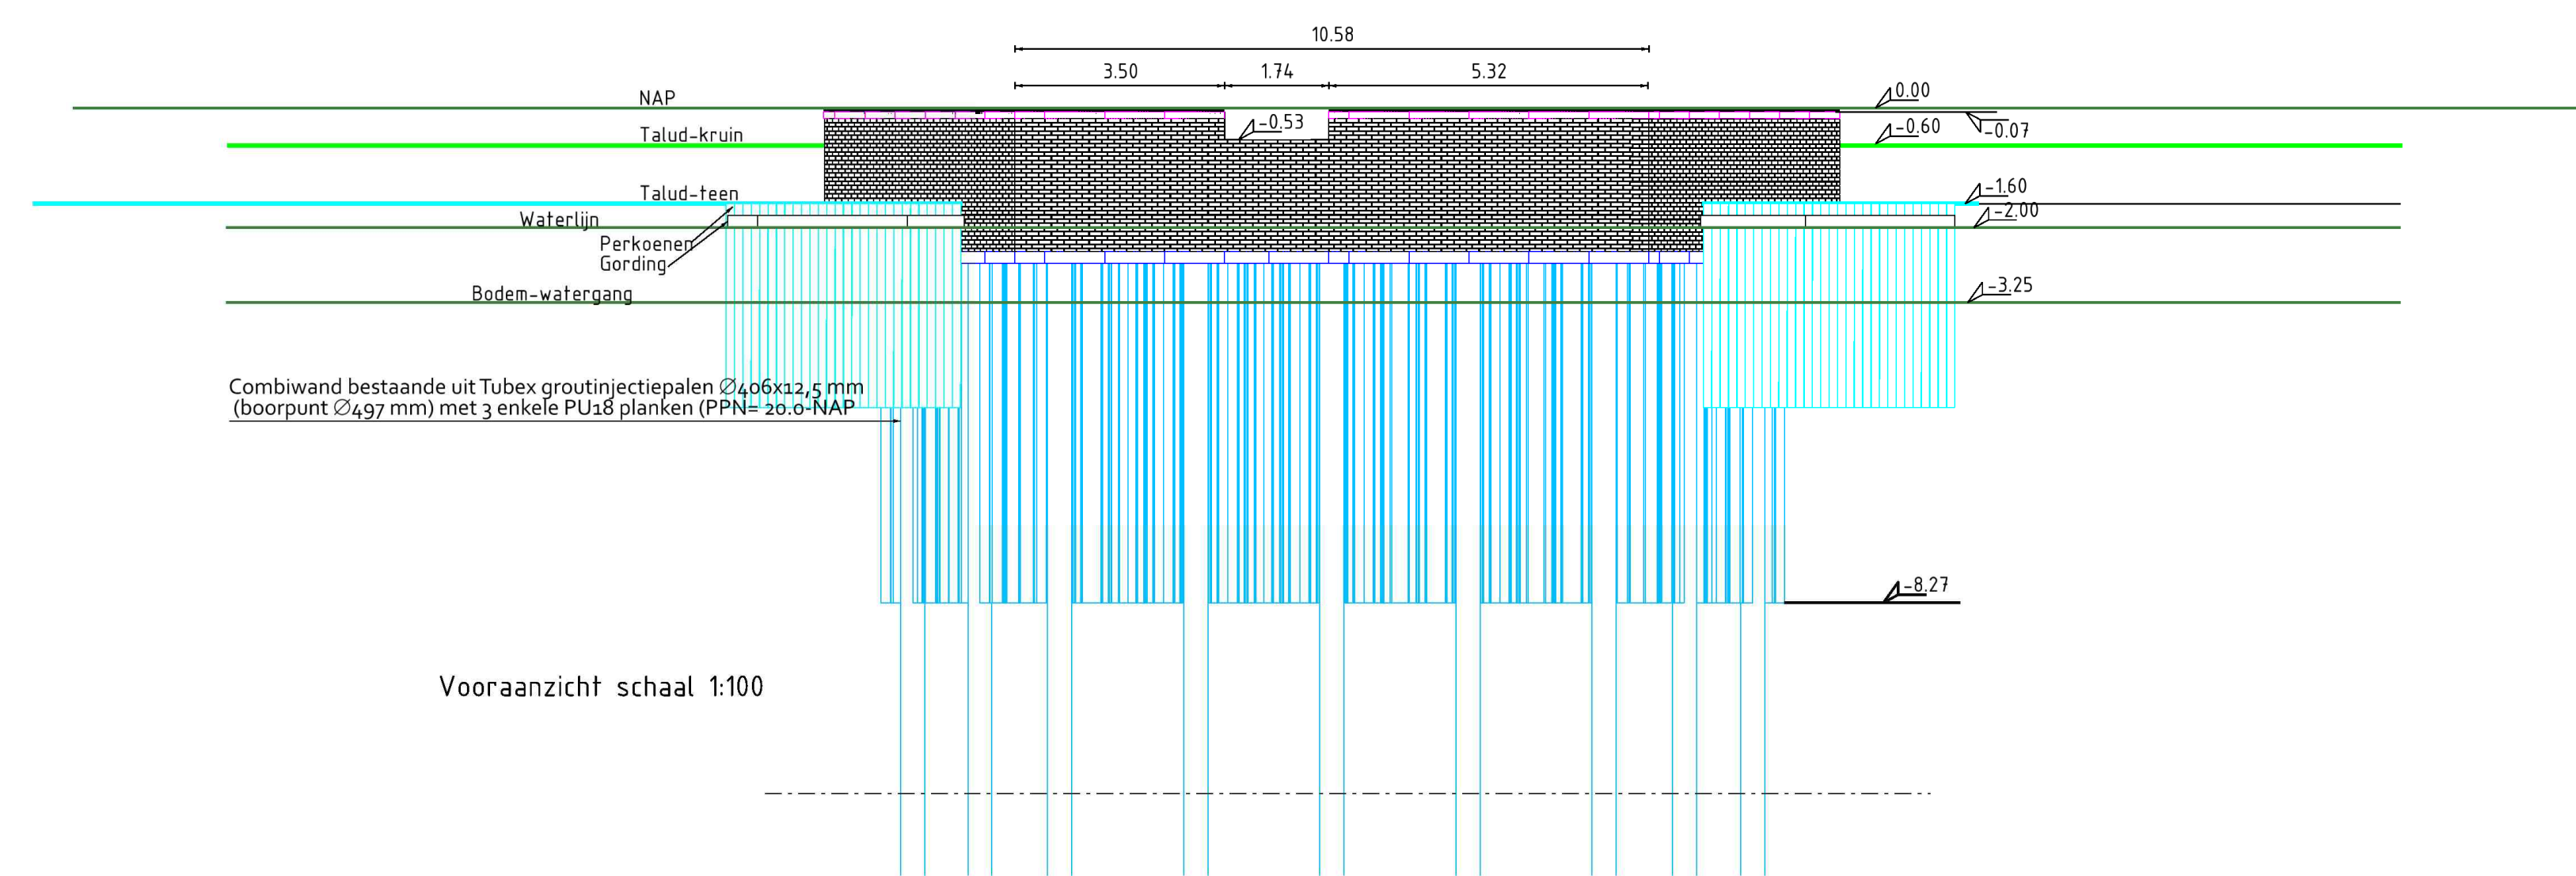 10.58
3.50
1.74
5.32
NAP
0.00
-0.53
-0.07
Talud-kruin
-0.60
Talud-teen
-1.60
Waterlijn
-2.00
Perkoenen
Gording
Bodem-watergang
-3.25
Combiwand bestaande uit Tubex groutinjectiepalen Ø406x12,5 mm
(boorpunt Ø497 mm) met 3 enkele PU18 planken (PPN= 20.0-NAP
-8.27
Vooraanzicht schaal 1:100